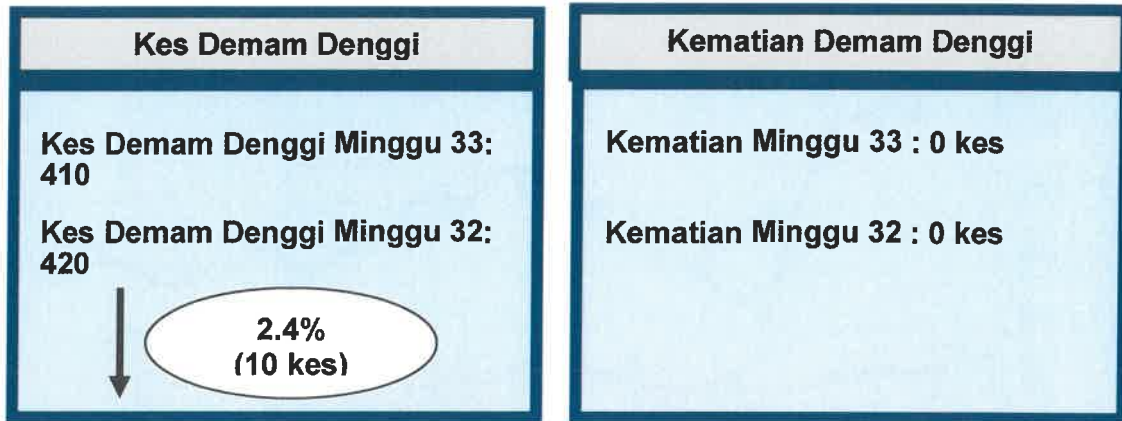 Kes Demam Denggi
Kes Demam Denggi Minggu 33:
410
Kes Demam Denggi Minggu 32:
420
2.4%
(10 kes)
Kematian Demam Denggi
Kematian Minggu 33 : 0 kes
Kematian Minggu 32 : 0 kes